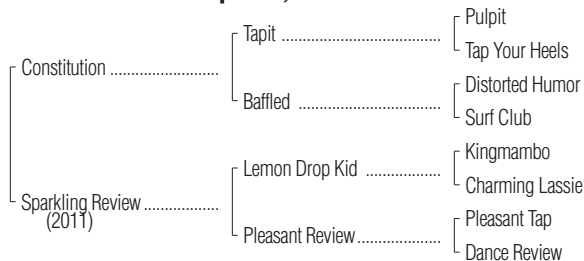 Pulpit
Tapit ........................................
Tap Your Heels
Constitution ...........................
Distorted Humor
Baffled ....................................
Surf Club
Kingmambo
Lemon Drop Kid ...................
Charming Lassie
Sparkling Review ...................
(2011)
Pleasant Tap
Pleasant Review.....................
Dance Review